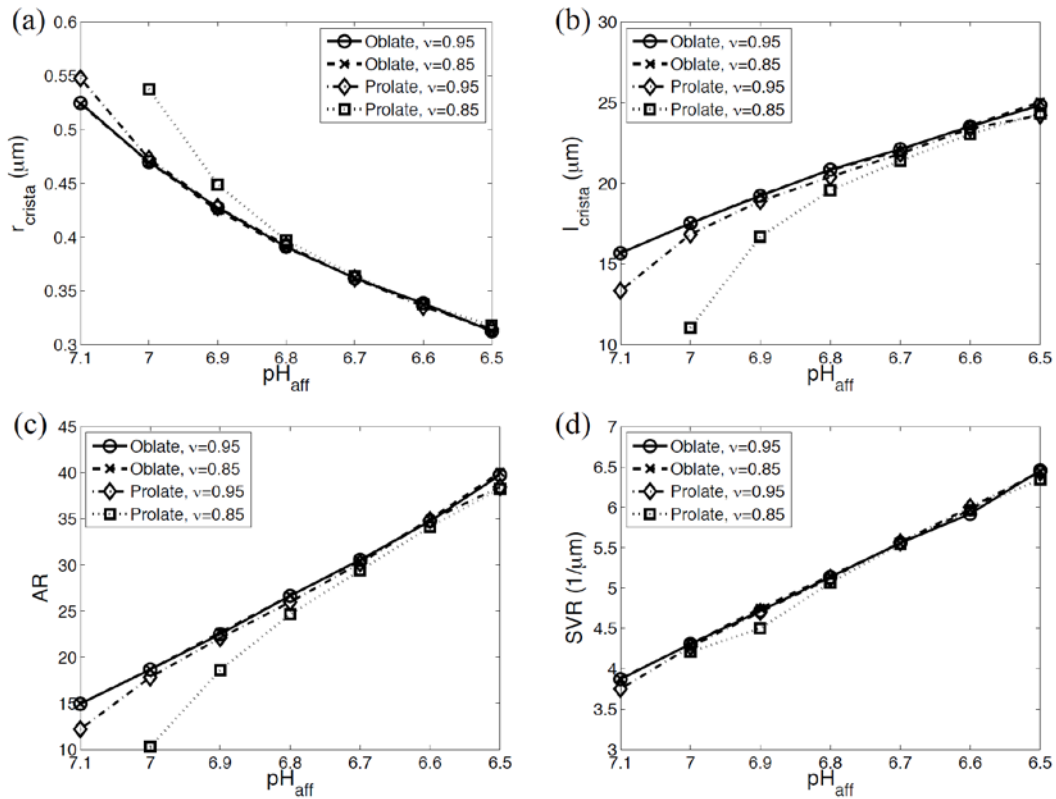 (a)
0.6
0.55
0.5
0.45
0.4
0.35
0.3
r_crista (μm)
Oblate, ν=0.95
Oblate, ν=0.85
Prolate, ν=0.95
Prolate, ν=0.85
7.1 7 6.9 6.8 6.7 6.6 6.5
pH_aff
(b)
30
25
20
15
10
l_crista (μm)
Oblate, ν=0.95
Oblate, ν=0.85
Prolate, ν=0.95
Prolate, ν=0.85
7.1 7 6.9 6.8 6.7 6.6 6.5
pH_aff
(c)
45
40
35
30
25
20
15
10
AR
Oblate, ν=0.95
Oblate, ν=0.85
Prolate, ν=0.95
Prolate, ν=0.85
7.1 7 6.9 6.8 6.7 6.6 6.5
pH_aff
(d)
7
6.5
6
5.5
5
4.5
4
3.5
3
SVR (1/μm)
Oblate, ν=0.95
Oblate, ν=0.85
Prolate, ν=0.95
Prolate, ν=0.85
7.1 7 6.9 6.8 6.7 6.6 6.5
pH_aff